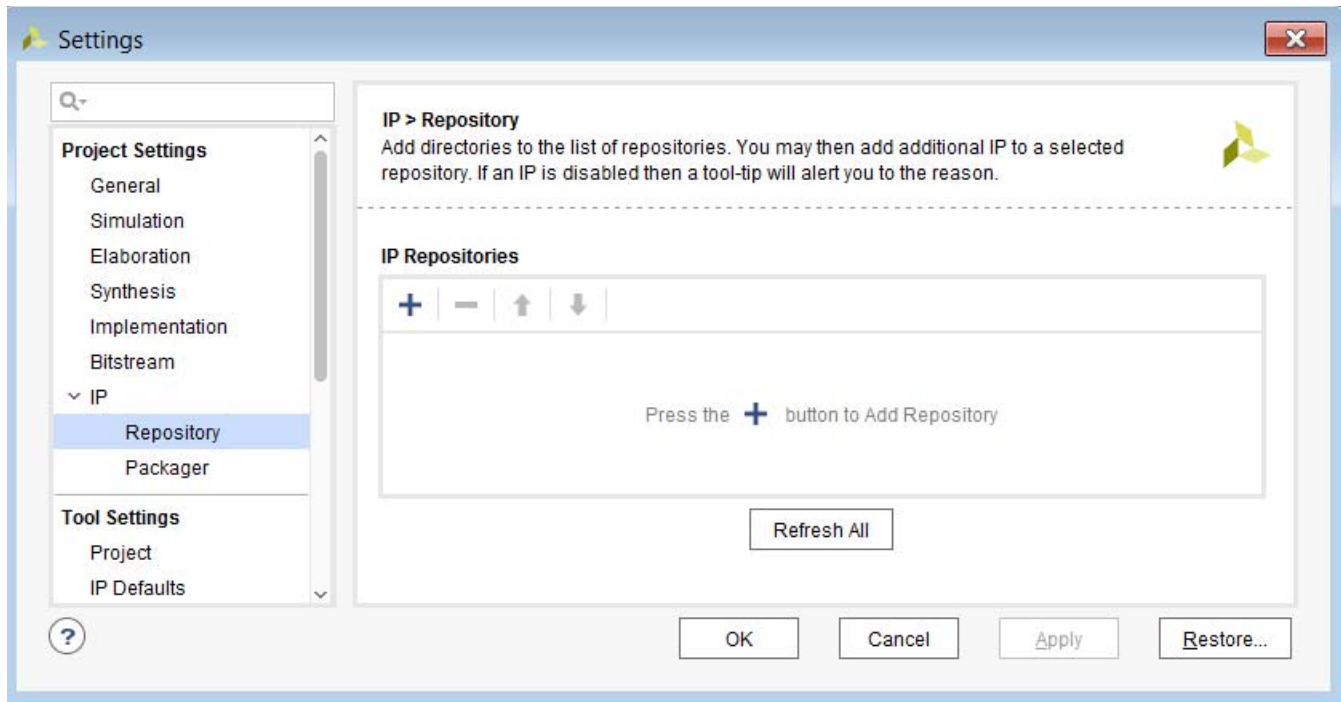 Settings
Project Settings
General
Simulation
Elaboration
Synthesis
Implementation
Bitstream
IP
Repository
Packager
Tool Settings
Project
IP Defaults
IP > Repository
Add directories to the list of repositories. You may then add additional IP to a selected
repository. If an IP is disabled then a tool-tip will alert you to the reason.
IP Repositories
Press the + button to Add Repository
Refresh All
?
OK
Cancel
Apply
Restore...